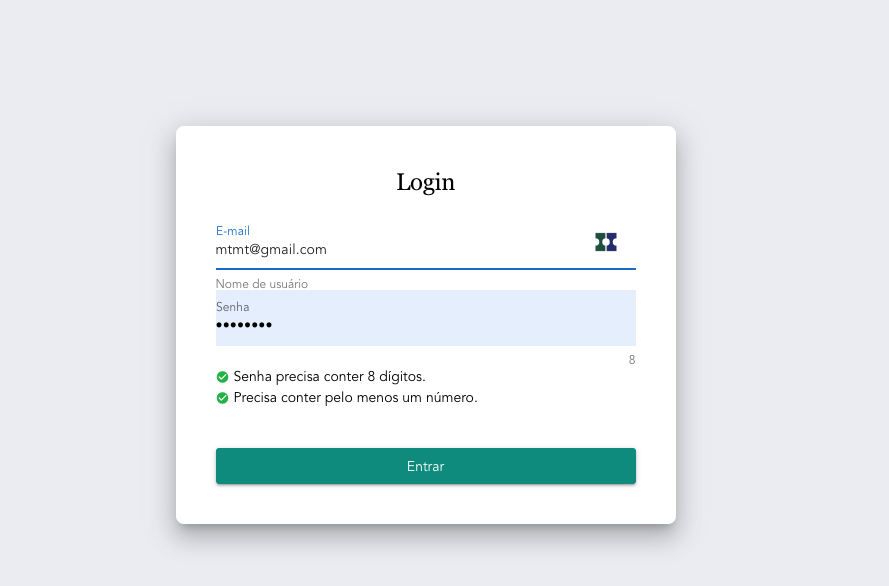 Login
E-mail
mtmt@gmail.com
Nome de usuário
Senha
••••••••
8
Senha precisa conter 8 dígitos.
Precisa conter pelo menos um número.
Entrar